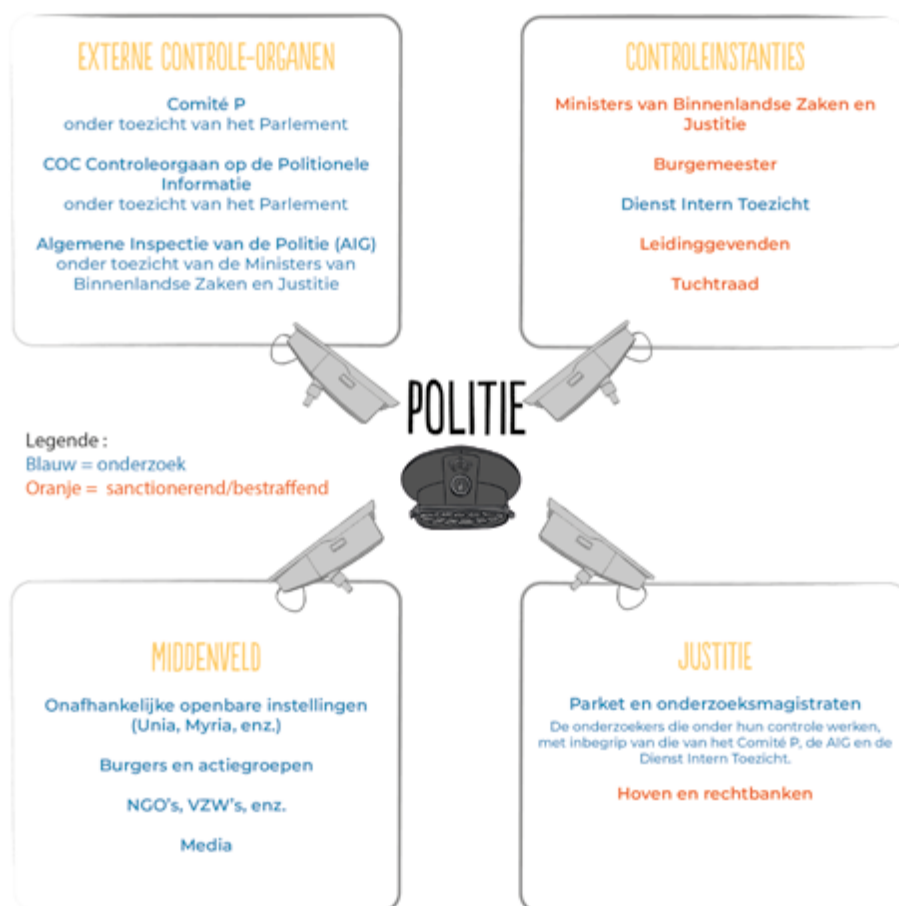 EXTERNE CONTROLE-ORGANEN
Comité P
onder toezicht van het Parlement
COC Controleorgaan op de Politionele
Informatie
onder toezicht van het Parlement
Algemene Inspectie van de Politie (AIG)
onder toezicht van de Ministers van
Binnenlandse Zaken en Justitie
CONTROLEINSTANTIES
Ministers van Binnenlandse Zaken en
Justitie
Burgemeester
Dienst Intern Toezicht
Leidinggevenden
Tuchtraad
POLITIE
Legende :
Blauw = onderzoek
Oranje = sanctionerend/bestraffend
MIDDENVELD
Onafhankelijke openbare instellingen
(Unia, Myria, enz.)
Burgers en actiegroepen
NGO's, VZW's, enz.
Media
JUSTITIE
Parket en onderzoeksmagistraten
De onderzoekers die onder hun controle werken,
met inbegrip van die van het Comité P, de AIG en de
Dienst Intern Toezicht.
Hoven en rechtbanken